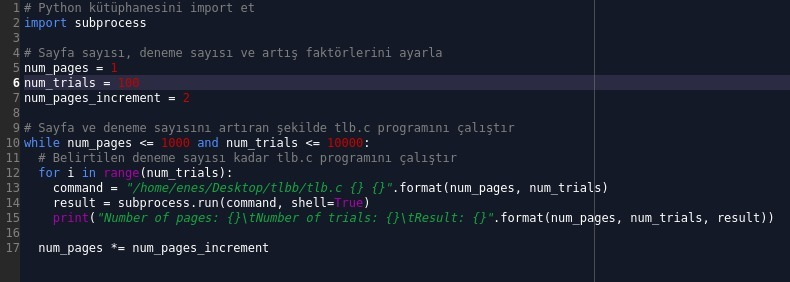 1 # Python kütüphanesini import et
2 import subprocess
3
4 # Sayfa sayısı, deneme sayısı ve artış faktörlerini ayarla
5 num_pages = 1
6 num_trials = 100
7 num_pages_increment = 2
8
9 # Sayfa ve deneme sayısını artıran şekilde tlb.c programını çalıştır
10 while num_pages <= 1000 and num_trials <= 10000:
11   # Belirtilen deneme sayısı kadar tlb.c programını çalıştır
12   for i in range(num_trials):
13     command = "/home/enes/Desktop/tlbb/tlb.c {} {}".format(num_pages, num_trials)
14     result = subprocess.run(command, shell=True)
15     print("Number of pages: {}\tNumber of trials: {}\tResult: {}".format(num_pages, num_trials, result))
16
17   num_pages *= num_pages_increment